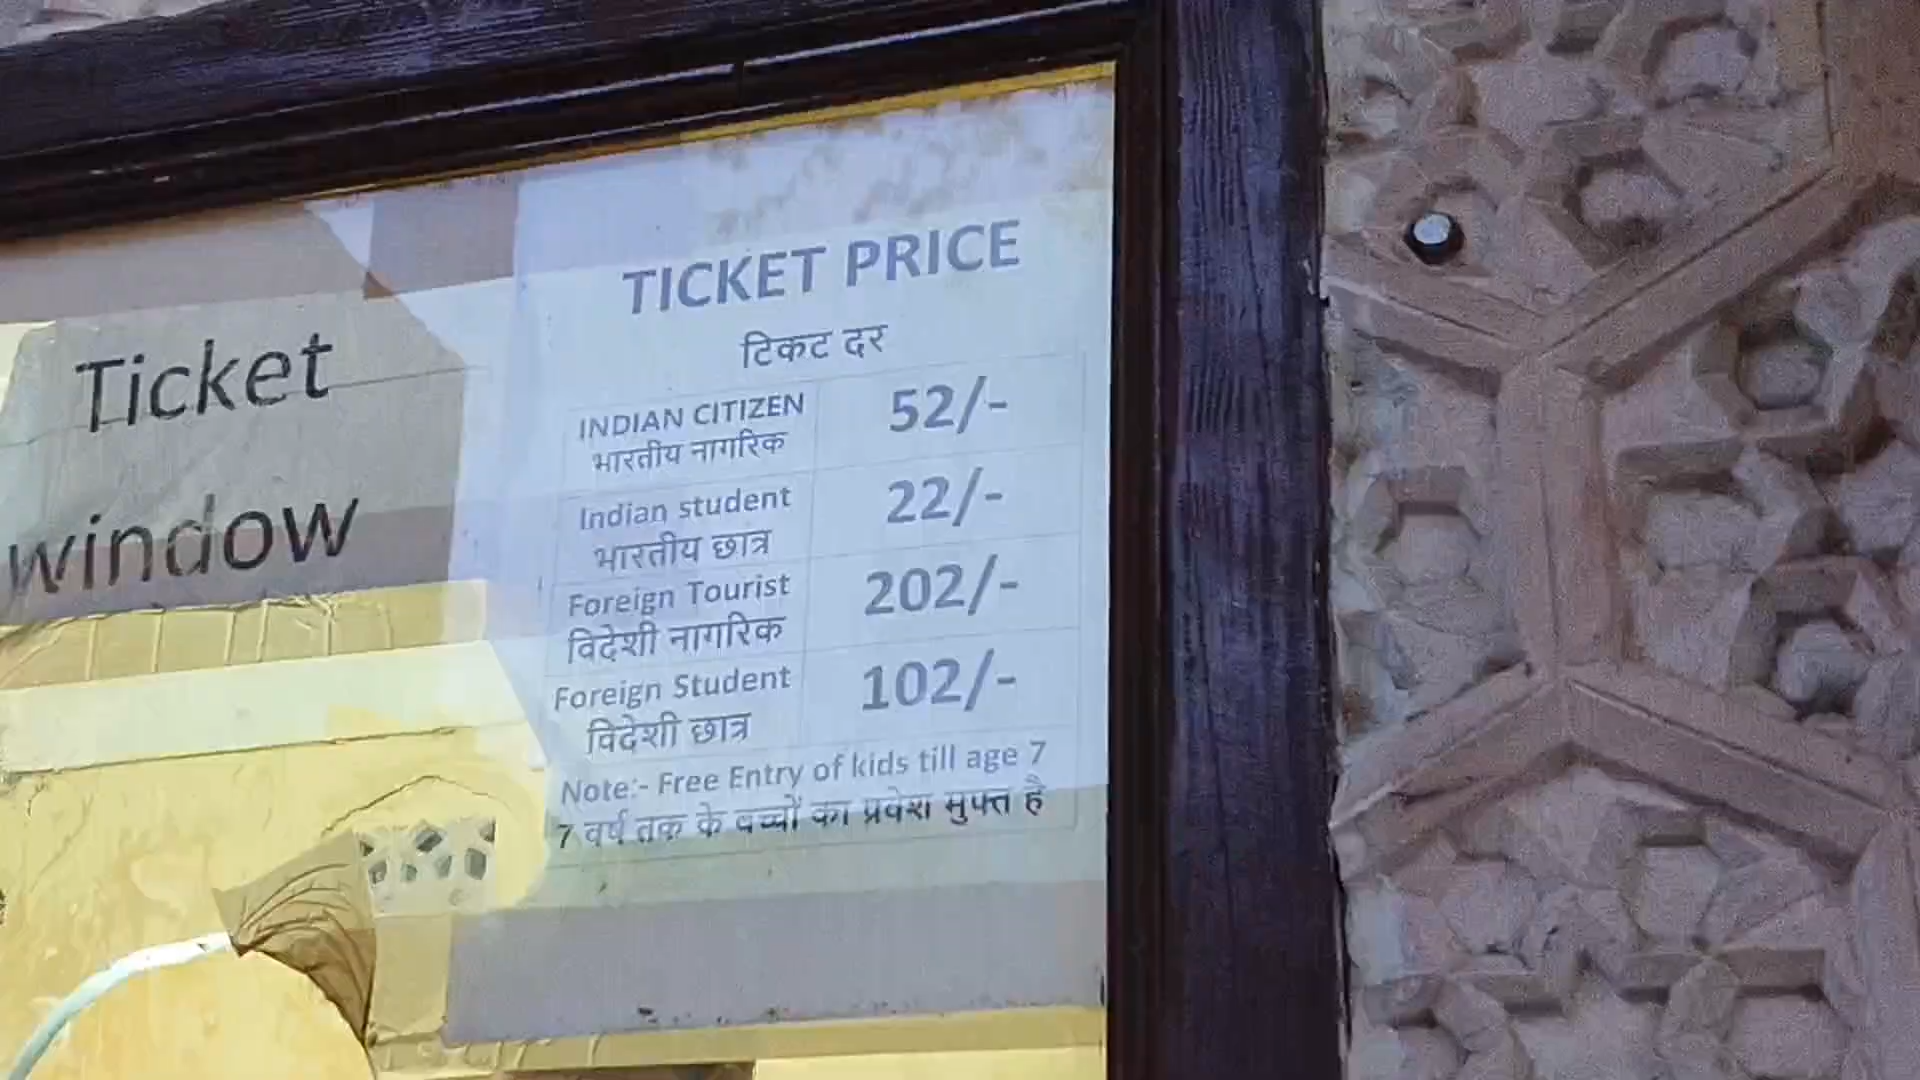 Ticket
window
TICKET PRICE
टिकट दर
INDIAN CITIZEN
भारतीय नागरिक
52/-
Indian student
भारतीय छात्र
22/-
Foreign Tourist
विदेशी नागरिक
202/-
Foreign Student
विदेशी छात्र
102/-
Note:- Free Entry of kids till age 7
7 वर्ष तक के बच्चों का प्रवेश मुफ्त है